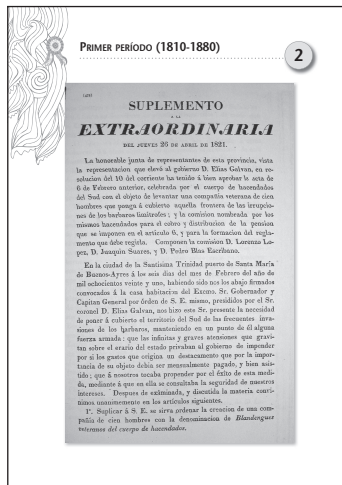 PRIMER PERÍODO (1810-1880)
2
SUPLEMENTO
A LA
EXTRAORDINARIA
DEL JUEVES 26 DE ABRIL DE 1821.
La honorable junta de representantes de esta provincia, vista
la representacion que elevó al gobierno D. Elias Galvan, en re-
solucion del 10 del corriente ha tenido á bien aprobar la acta de
6 de Febrero anterior, celebrada por el cuerpo de hacendados
del Sud con el objeto de levantar una compañia veterana de cien
hombres que ponga á cubierto aquella frontera de las irrupcio-
nes de los barbaros limitrofes; y la comision nombrada por los
mismos hacendados para el cobro y distribucion de la pension
que se imponen en el artículo 6, y para la formacion del regla-
mento que debe regirla. Componen la comision D. Lorenza Lo-
pez, D. Joaquin Suares, y D. Pedro Blas Escribano.
En la ciudad de la Santisima Trinidad puerto de Santa María
de Buenos-Ayres á los seis dias del mes de Febrero del año de
mil ochocientos veinte y uno, habiendo sido nos los abajo firmados
convocados á la casa habitacion del Excmo. Sr. Gobernador y
Capitan General por órden de S. E. mismo, presididos por el Sr.
coronel D. Elias Galvan, nos hizo este Sr. presente la necesidad
de poner á cubierto el territorio del Sud de las frecuentes inva-
siones de los barbaros, manteniendo en un punto de él alguna
fuerza armada: que las infinitas y graves atenciones que gravi-
tan sobre el erario del estado privaban al gobierno de impender
por sí los gastos que origina un destacamento que por la impor-
tancia de su objeto debia ser mensualmente pagado, y bien asis-
tido; que á nosotros tocaba propender por el éxito de esta medi-
da, mediante á que en ella se consultaba la seguridad de nuestros
intereses. Despues de examinada, y discutida la materia convi-
nimos unanimemente en los articulos siguientes.
1º. Suplicar á S. E. se sirva ordenar la creacion de una com-
pañia de cien hombres con la denominacion de Blandengues
veteranos del cuerpo de hacendados.